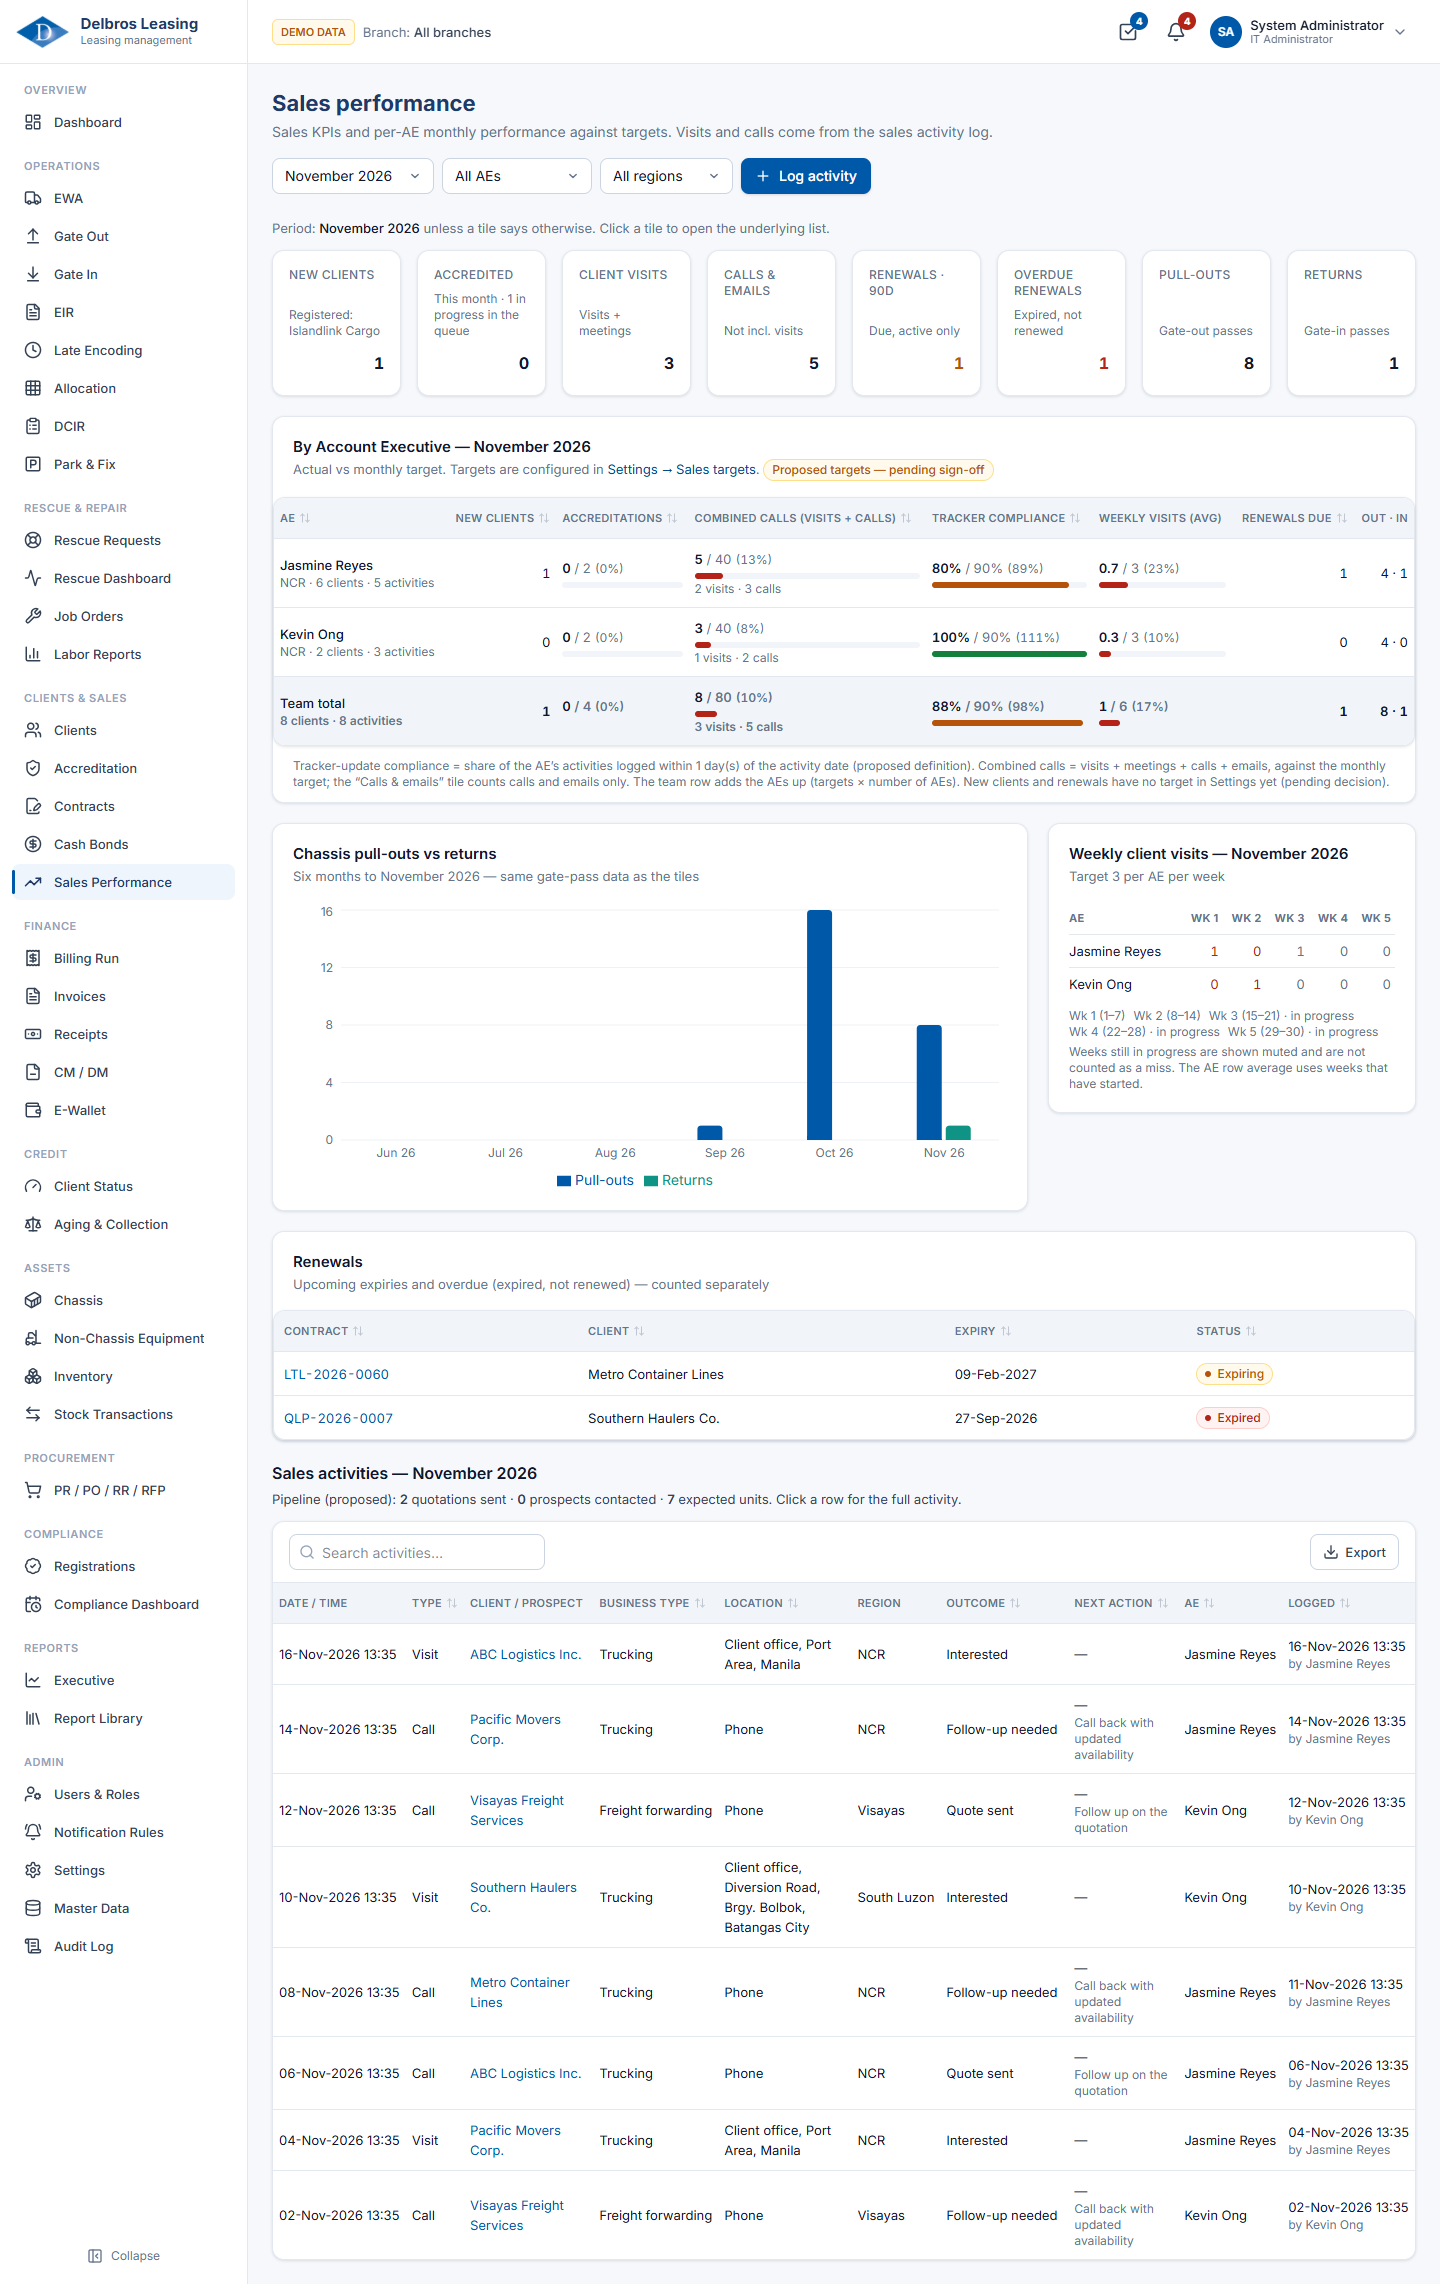 Delbros Leasing
Leasing management
DEMO DATA
Branch: All branches
4
4
SA
System Administrator
IT Administrator
OVERVIEW
Dashboard
OPERATIONS
EWA
Gate Out
Gate In
EIR
Late Encoding
Allocation
DCIR
Park & Fix
RESCUE & REPAIR
Rescue Requests
Rescue Dashboard
Job Orders
Labor Reports
CLIENTS & SALES
Clients
Accreditation
Contracts
Cash Bonds
Sales Performance
FINANCE
Billing Run
Invoices
Receipts
CM / DM
E-Wallet
CREDIT
Client Status
Aging & Collection
ASSETS
Chassis
Non-Chassis Equipment
Inventory
Stock Transactions
PROCUREMENT
PR / PO / RR / RFP
COMPLIANCE
Registrations
Compliance Dashboard
REPORTS
Executive
Report Library
ADMIN
Users & Roles
Notification Rules
Settings
Master Data
Audit Log
Collapse
Sales performance
Sales KPIs and per-AE monthly performance against targets. Visits and calls come from the sales activity log.
November 2026
All AEs
All regions
Log activity
Period: November 2026 unless a tile says otherwise. Click a tile to open the underlying list.
NEW CLIENTS
Registered:
Islandlink Cargo
1
ACCREDITED
This month · 1 in
progress in the
queue
0
CLIENT VISITS
Visits +
meetings
3
CALLS &
EMAILS
Not incl. visits
5
RENEWALS ·
90D
Due, active only
1
OVERDUE
RENEWALS
Expired, not
renewed
1
PULL-OUTS
Gate-out passes
8
RETURNS
Gate-in passes
1
By Account Executive — November 2026
Actual vs monthly target. Targets are configured in Settings → Sales targets. Proposed targets — pending sign-off
AE NEW CLIENTS ACCREDITATIONS COMBINED CALLS (VISITS + CALLS) TRACKER COMPLIANCE WEEKLY VISITS (AVG) RENEWALS DUE OUT · IN
Jasmine Reyes
NCR · 6 clients · 5 activities
1
0 / 2 (0%)
5 / 40 (13%)
2 visits · 3 calls
80% / 90% (89%)
0.7 / 3 (23%)
1
4 · 1
Kevin Ong
NCR · 2 clients · 3 activities
0
0 / 2 (0%)
3 / 40 (8%)
1 visits · 2 calls
100% / 90% (111%)
0.3 / 3 (10%)
0
4 · 0
Team total
8 clients · 8 activities
1
0 / 4 (0%)
8 / 80 (10%)
3 visits · 5 calls
88% / 90% (98%)
1 / 6 (17%)
1
8 · 1
Tracker-update compliance = share of the AE's activities logged within 1 day(s) of the activity date (proposed definition). Combined calls = visits + meetings + calls + emails, against the monthly
target; the “Calls & emails” tile counts calls and emails only. The team row adds the AEs up (targets × number of AEs). New clients and renewals have no target in Settings yet (pending decision).
Chassis pull-outs vs returns
Six months to November 2026 — same gate-pass data as the tiles
16
12
8
4
0
Jun 26 Jul 26 Aug 26 Sep 26 Oct 26 Nov 26
Pull-outs Returns
Weekly client visits — November 2026
Target 3 per AE per week
AE WK 1 WK 2 WK 3 WK 4 WK 5
Jasmine Reyes 1 0 1 0 0
Kevin Ong 0 1 0 0 0
Wk 1 (1–7) Wk 2 (8–14) Wk 3 (15–21) · in progress
Wk 4 (22–28) · in progress Wk 5 (29–30) · in progress
Weeks still in progress are shown muted and are not
counted as a miss. The AE row average uses weeks that
have started.
Renewals
Upcoming expiries and overdue (expired, not renewed) — counted separately
CONTRACT CLIENT EXPIRY STATUS
LTL-2026-0060 Metro Container Lines 09-Feb-2027 Expiring
QLP-2026-0007 Southern Haulers Co. 27-Sep-2026 Expired
Sales activities — November 2026
Pipeline (proposed): 2 quotations sent · 0 prospects contacted · 7 expected units. Click a row for the full activity.
Search activities...
Export
DATE / TIME TYPE CLIENT / PROSPECT BUSINESS TYPE LOCATION REGION OUTCOME NEXT ACTION AE LOGGED
16-Nov-2026 13:35 Visit ABC Logistics Inc. Trucking
Client office, Port
Area, Manila
NCR Interested — Jasmine Reyes
16-Nov-2026 13:35
by Jasmine Reyes
14-Nov-2026 13:35 Call
Pacific Movers
Corp.
Trucking Phone NCR Follow-up needed
—
Call back with
updated
availability
Jasmine Reyes
14-Nov-2026 13:35
by Jasmine Reyes
12-Nov-2026 13:35 Call
Visayas Freight
Services
Freight forwarding Phone Visayas Quote sent
—
Follow up on the
quotation
Kevin Ong
12-Nov-2026 13:35
by Kevin Ong
10-Nov-2026 13:35 Visit
Southern Haulers
Co.
Trucking
Client office,
Diversion Road,
Brgy. Bolbok,
Batangas City
South Luzon Interested — Kevin Ong
10-Nov-2026 13:35
by Kevin Ong
08-Nov-2026 13:35 Call
Metro Container
Lines
Trucking Phone NCR Follow-up needed
—
Call back with
updated
availability
Jasmine Reyes
11-Nov-2026 13:35
by Jasmine Reyes
06-Nov-2026 13:35 Call ABC Logistics Inc. Trucking Phone NCR Quote sent
—
Follow up on the
quotation
Jasmine Reyes
06-Nov-2026 13:35
by Jasmine Reyes
04-Nov-2026 13:35 Visit
Pacific Movers
Corp.
Trucking
Client office, Port
Area, Manila
NCR Interested — Jasmine Reyes
04-Nov-2026 13:35
by Jasmine Reyes
02-Nov-2026 13:35 Call
Visayas Freight
Services
Freight forwarding Phone Visayas Follow-up needed
—
Call back with
updated
availability
Kevin Ong
02-Nov-2026 13:35
by Kevin Ong